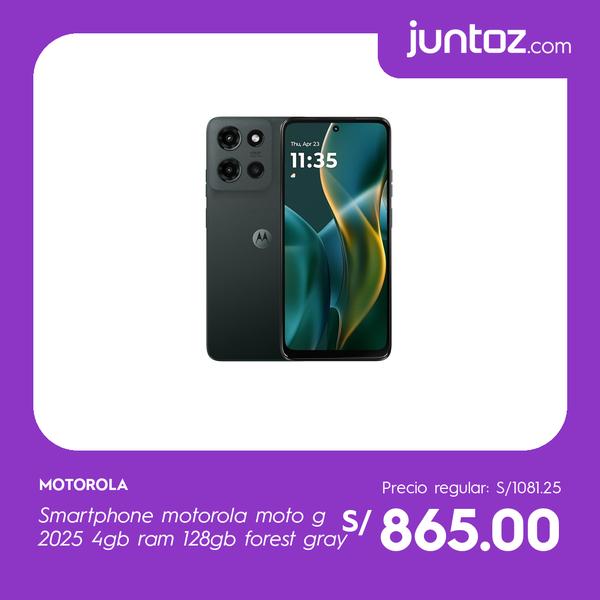 juntoz.com
Thu, Apr 23
11:35
MOTOROLA
Precio regular: S/1081.25
Smartphone motorola moto g
2025 4gb ram 128gb forest gray
S/ 865.00